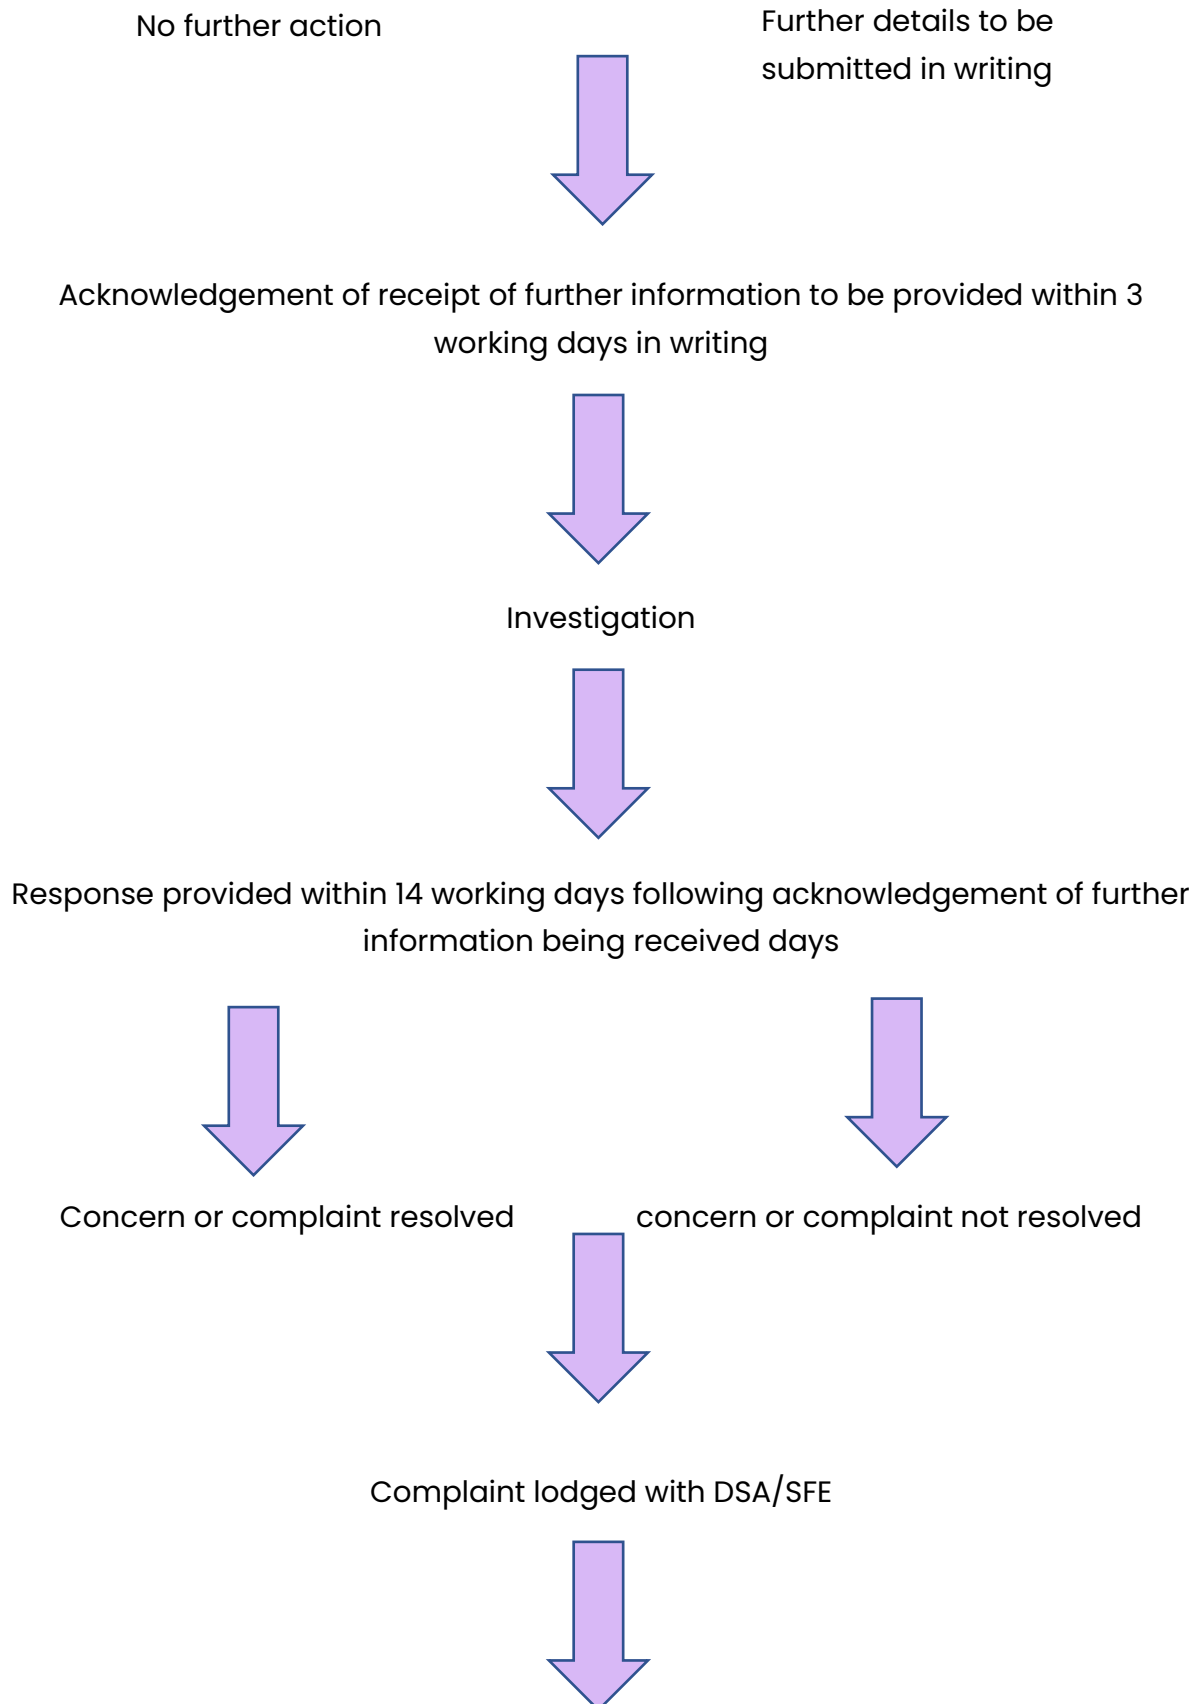 No further action
Further details to be
submitted in writing
Acknowledgement of receipt of further information to be provided within 3
working days in writing
Investigation
Response provided within 14 working days following acknowledgement of further
information being received days
Concern or complaint resolved
concern or complaint not resolved
Complaint lodged with DSA/SFE